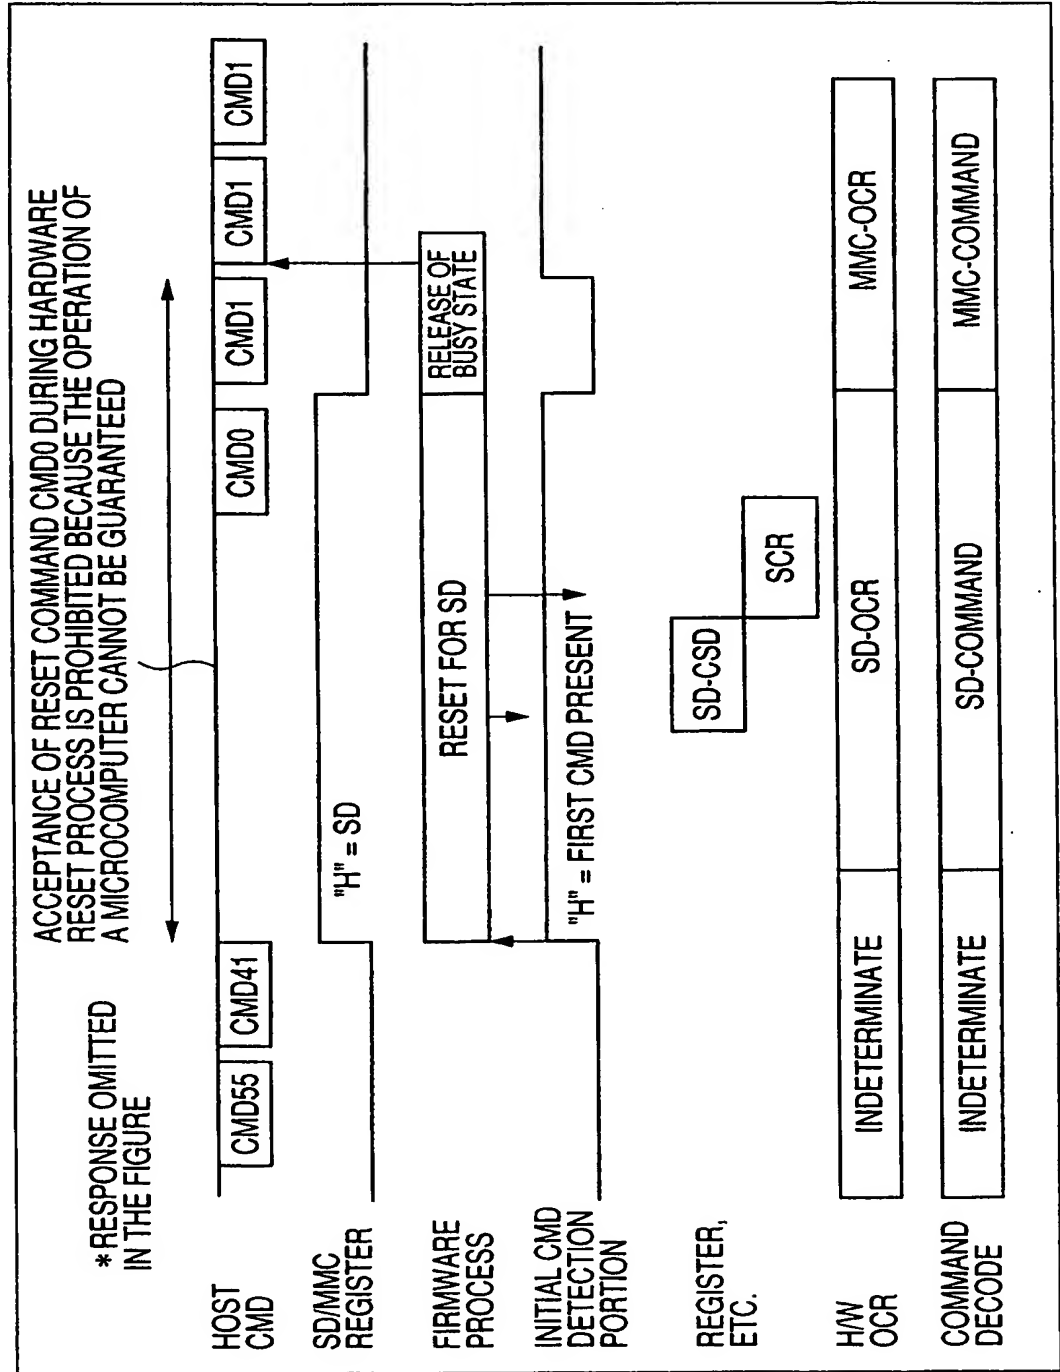 ACCEPTANCE OF RESET COMMAND CMD0 DURING HARDWARE
RESET PROCESS IS PROHIBITED BECAUSE THE OPERATION OF
A MICROCOMPUTER CANNOT BE GUARANTEED
*RESPONSE OMITTED
IN THE FIGURE
HOST
CMD
CMD55
CMD41
CMD0
CMD1
CMD1
CMD1
SD/MMC
REGISTER
"H" = SD
FIRMWARE
PROCESS
RESET FOR SD
RELEASE OF
BUSY STATE
INITIAL CMD
DETECTION
PORTION
"H" = FIRST CMD PRESENT
REGISTER,
ETC.
SD-CSD
SCR
H/W
OCR
INDETERMINATE
SD-OCR
MMC-OCR
COMMAND
DECODE
INDETERMINATE
SD-COMMAND
MMC-COMMAND